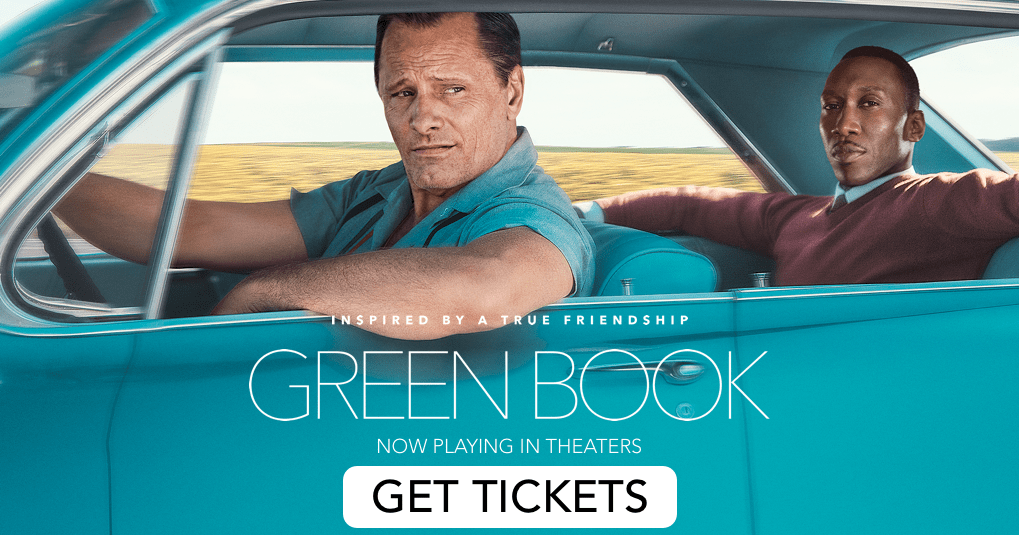 INSPIRED BY A TRUE FRIENDSHIP
GREEN BOOK
NOW PLAYING IN THEATERS
GET TICKETS